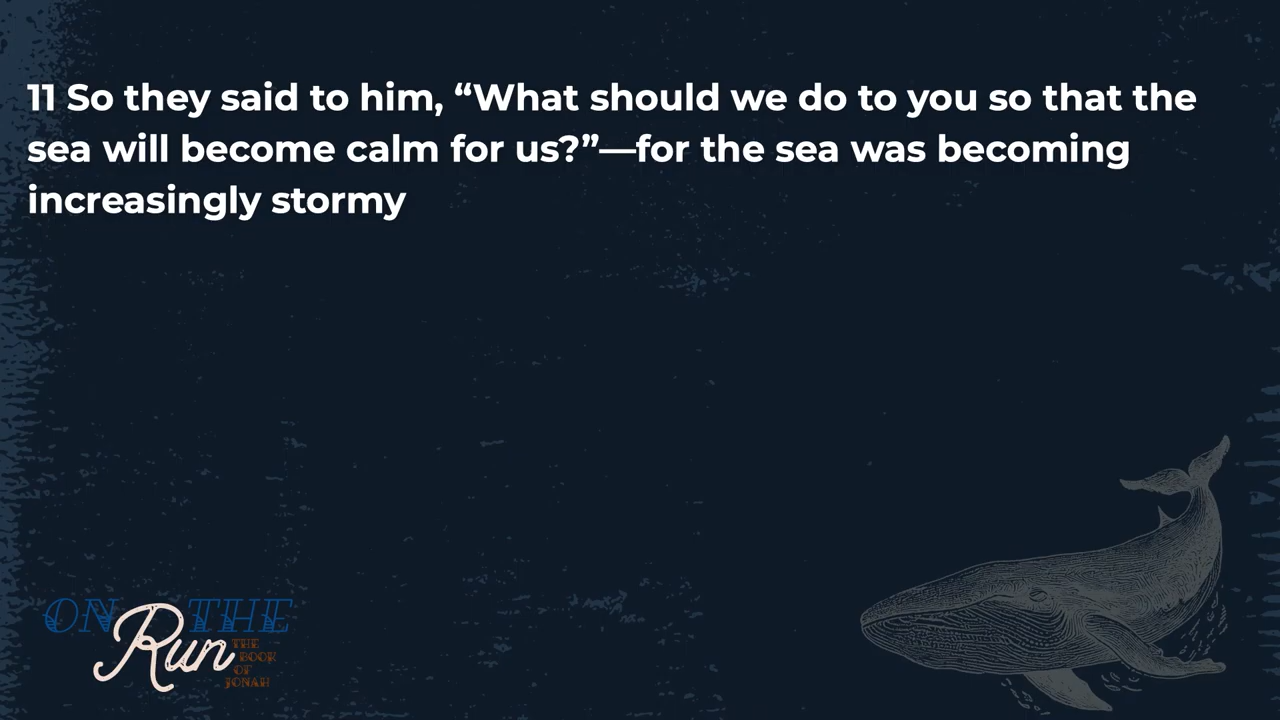 11 So they said to him, “What should we do to you so that the
sea will become calm for us?”—for the sea was becoming
increasingly stormy
ON THE
Run
THE
BOOK
OF
JONAH